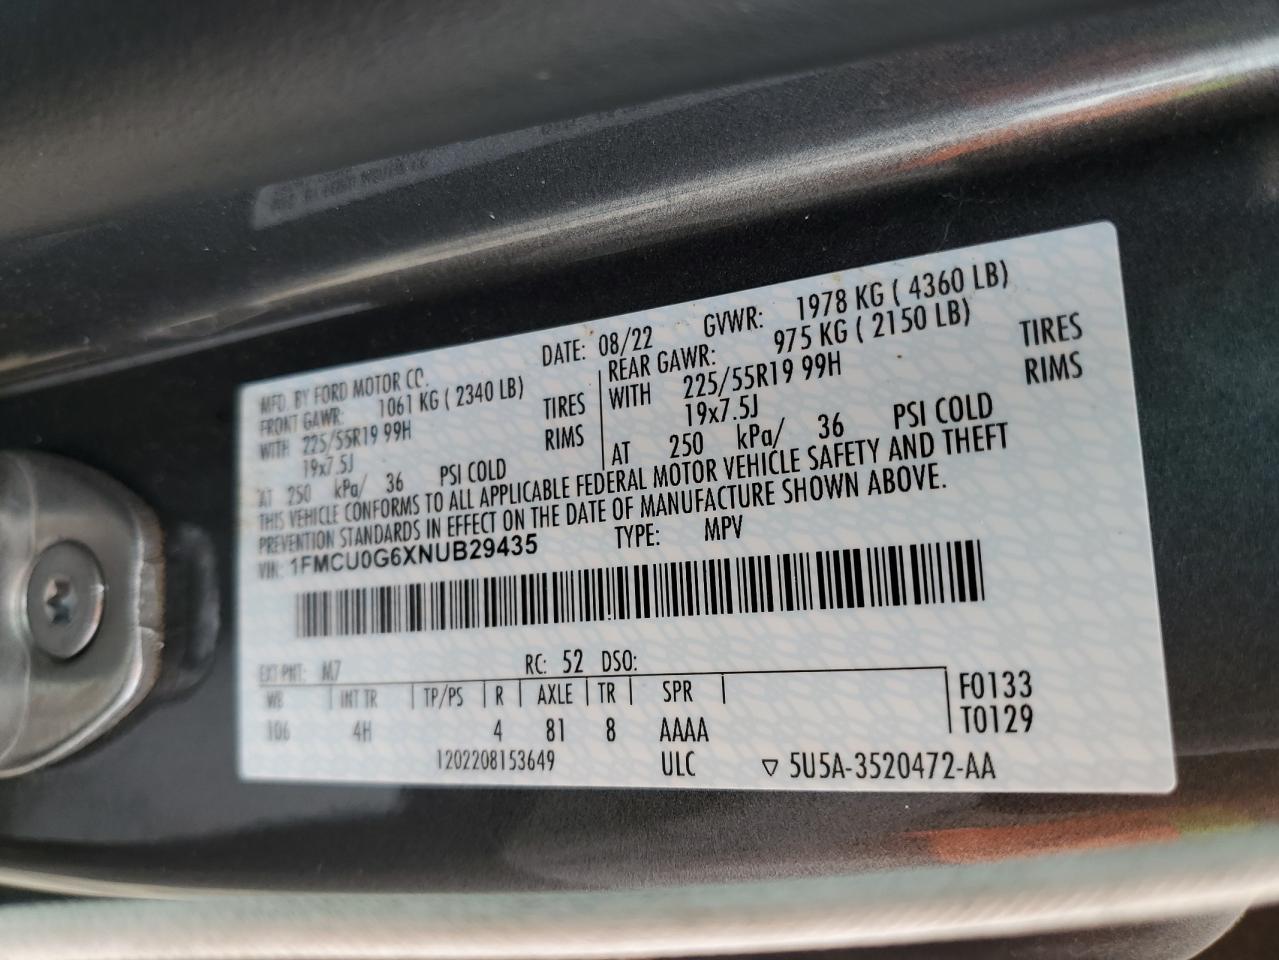 MFD. BY FORD MOTOR CO. DATE: 08/22 GVWR: 1978 KG ( 4360 LB)
FRONT GAWR: 1061 KG ( 2340 LB) REAR GAWR: 975 KG ( 2150 LB)
WITH 225/55R19 99H TIRES WITH 225/55R19 99H TIRES
19x7.5J RIMS 19x7.5J RIMS
AT 250 kPa/ 36 PSI COLD AT 250 kPa/ 36 PSI COLD
THIS VEHICLE CONFORMS TO ALL APPLICABLE FEDERAL MOTOR VEHICLE SAFETY AND THEFT
PREVENTION STANDARDS IN EFFECT ON THE DATE OF MANUFACTURE SHOWN ABOVE.
VIN: 1FMCU0G6XNUB29435 TYPE: MPV
EXT PNT: M7 RC: 52 DSO:
WB INT TR TP/PS R AXLE TR SPR F0133
106 4H 4 81 8 AAAA T0129
1202208153649 ULC ▽ 5U5A-3520472-AA